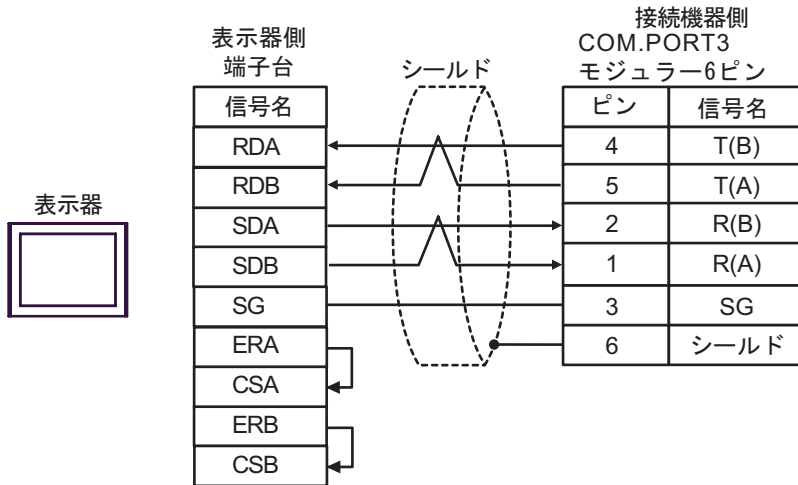 表示器
表示器側
端子台
信号名
RDA
RDB
SDA
SDB
SG
ERA
CSA
ERB
CSB
シールド
接続機器側
COM.PORT3
モジュラー6ピン
ピン 信号名
4 T(B)
5 T(A)
2 R(B)
1 R(A)
3 SG
6 シールド